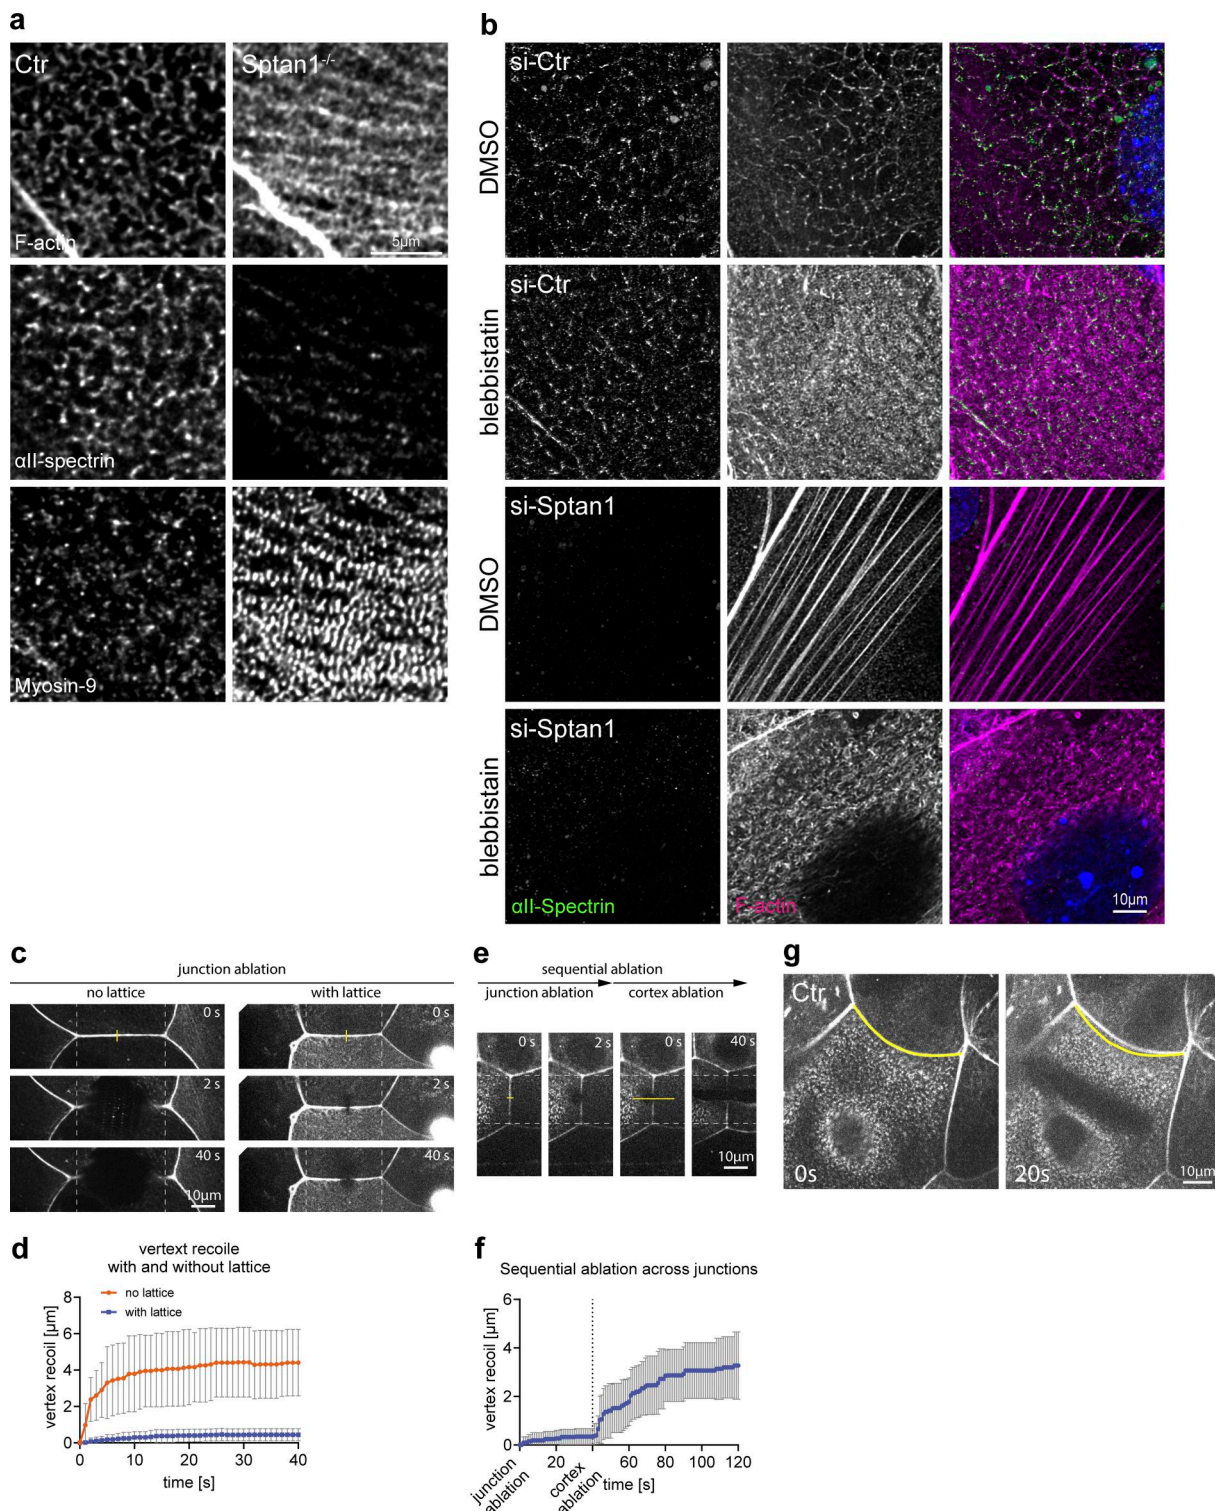 a
Ctr
Sptan1-/-
F-actin
5µm
αII-spectrin
Myosin-9
b
DMSO
si-Ctr
blebbistatin
si-Ctr
DMSO
si-Sptan1
blebbistain
si-Sptan1
αII-Spectrin
F-actin
10µm
c
junction ablation
no lattice
with lattice
0 s
0 s
2 s
2 s
40 s
40 s
10µm
d
vertext recoile
with and without lattice
no lattice
with lattice
vertex recoil [µm]
8
6
4
2
0
0 10 20 30 40
time [s]
e
sequential ablation
junction ablation
cortex ablation
0s
2 s
0 s
40 s
10µm
f
Sequential ablation across junctions
vertex recoil [µm]
6
4
2
0
20 60 80 100 120
junction
ablation
cortex
ablation
time [s]
g
Ctr
0s
20s
10µm